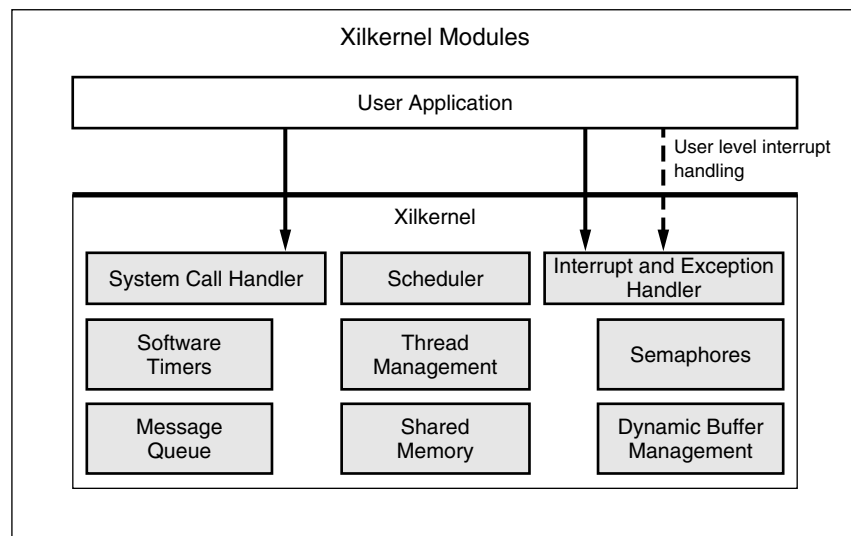 Xilkernel Modules
User Application
User level interrupt
handling
Xilkernel
System Call Handler
Scheduler
Interrupt and Exception
Handler
Software
Timers
Thread
Management
Semaphores
Message
Queue
Shared
Memory
Dynamic Buffer
Management